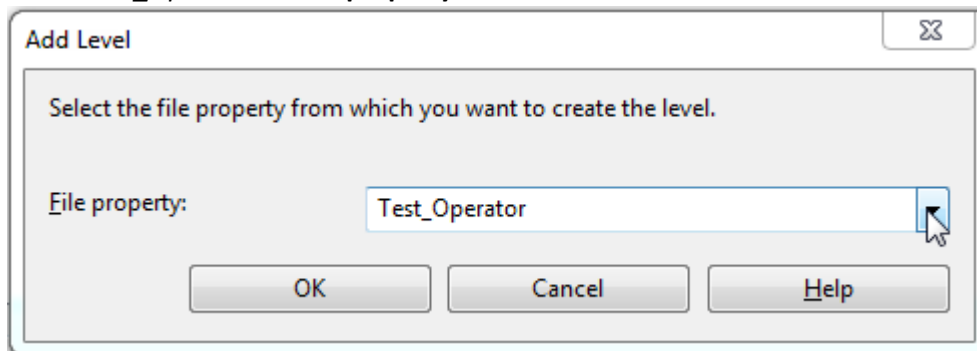 Add Level
Select the file property from which you want to create the level.
File property:
Test_Operator
OK
Cancel
Help